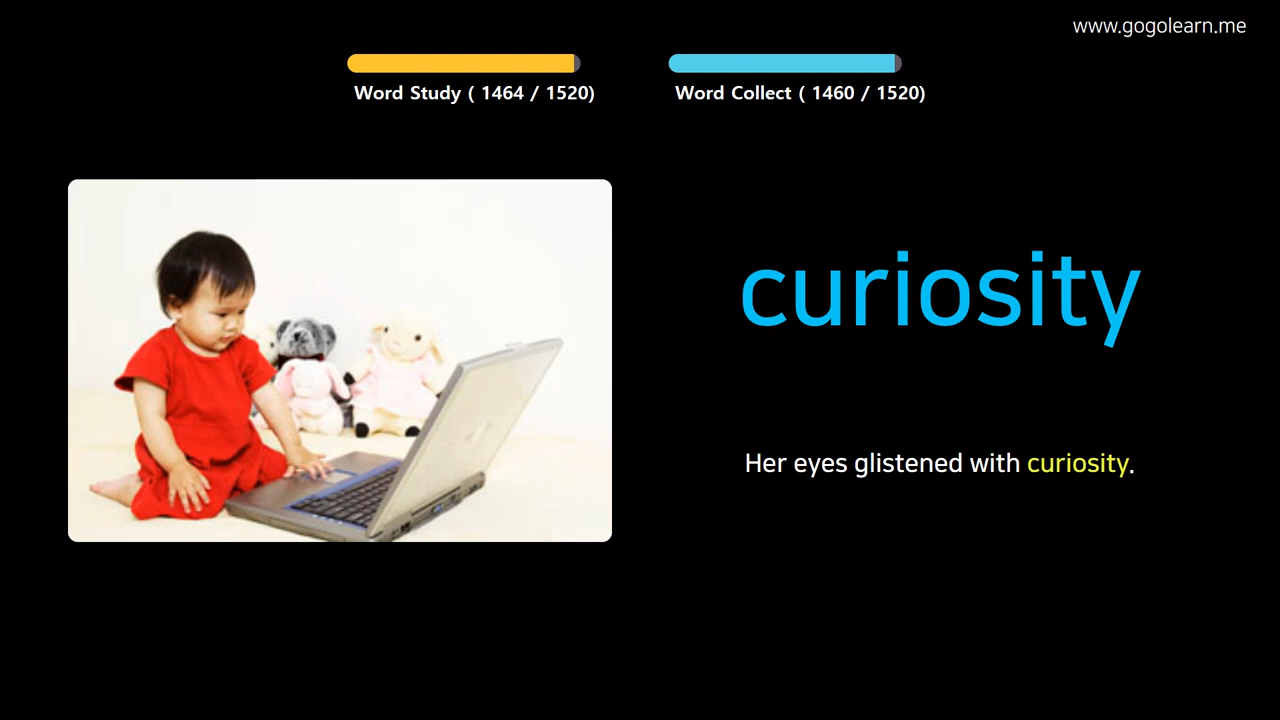 www.gogolearn.me
Word Study ( 1464 / 1520)
Word Collect ( 1460 / 1520)
curiosity
Her eyes glistened with curiosity.